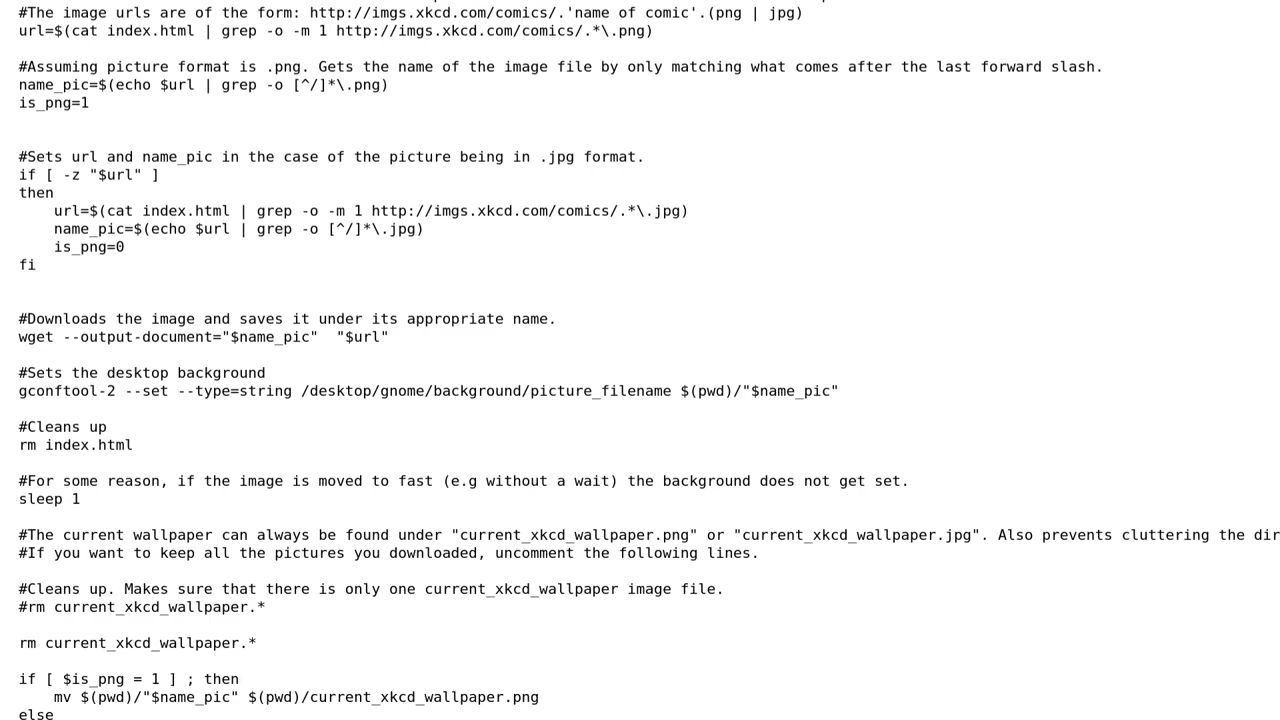 #The image urls are of the form: http://imgs.xkcd.com/comics/.'name of comic'.(png | jpg)
url=$(cat index.html | grep -o -m 1 http://imgs.xkcd.com/comics/.*\.png)
#Assuming picture format is .png. Gets the name of the image file by only matching what comes after the last forward slash.
name_pic=$(echo $url | grep -o [^/]*\.png)
is_png=1
#Sets url and name_pic in the case of the picture being in .jpg format.
if [ -z "$url" ]
then
    url=$(cat index.html | grep -o -m 1 http://imgs.xkcd.com/comics/.*\.jpg)
    name_pic=$(echo $url | grep -o [^/]*\.jpg)
    is_png=0
fi
#Downloads the image and saves it under its appropriate name.
wget --output-document="$name_pic"  "$url"
#Sets the desktop background
gconftool-2 --set --type=string /desktop/gnome/background/picture_filename $(pwd)/"$name_pic"
#Cleans up
rm index.html
#For some reason, if the image is moved to fast (e.g without a wait) the background does not get set.
sleep 1
#The current wallpaper can always be found under "current_xkcd_wallpaper.png" or "current_xkcd_wallpaper.jpg". Also prevents cluttering the dir
#If you want to keep all the pictures you downloaded, uncomment the following lines.
#Cleans up. Makes sure that there is only one current_xkcd_wallpaper image file.
#rm current_xkcd_wallpaper.*
rm current_xkcd_wallpaper.*
if [ $is_png = 1 ] ; then
    mv $(pwd)/"$name_pic" $(pwd)/current_xkcd_wallpaper.png
else